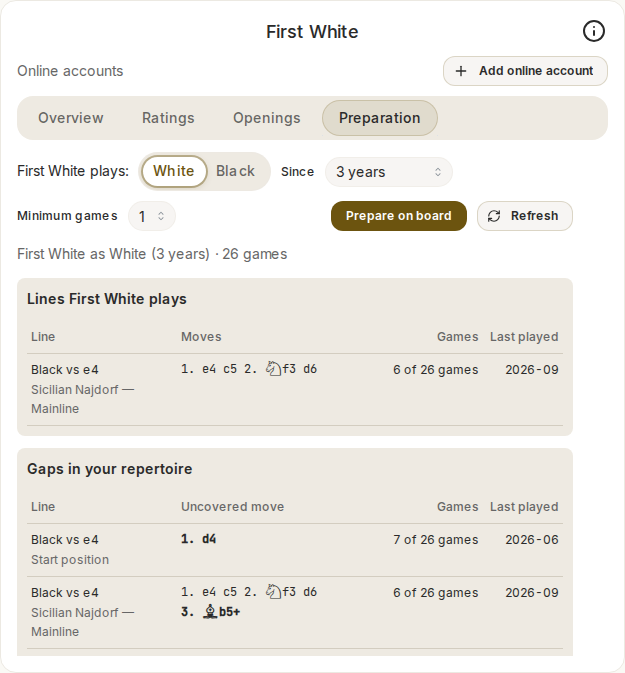 First White
Online accounts
Add online account
Overview Ratings Openings Preparation
First White plays: White Black Since 3 years
Minimum games 1 Prepare on board Refresh
First White as White (3 years) · 26 games
Lines First White plays
Line Moves Games Last played
Black vs e4 1. e4 c5 2. ♘f3 d6 6 of 26 games 2026-09
Sicilian Najdorf —
Mainline
Gaps in your repertoire
Line Uncovered move Games Last played
Black vs e4 1. d4 7 of 26 games 2026-06
Start position
Black vs e4 1. e4 c5 2. ♘f3 d6 6 of 26 games 2026-09
Sicilian Najdorf — 3. ♗b5+
Mainline